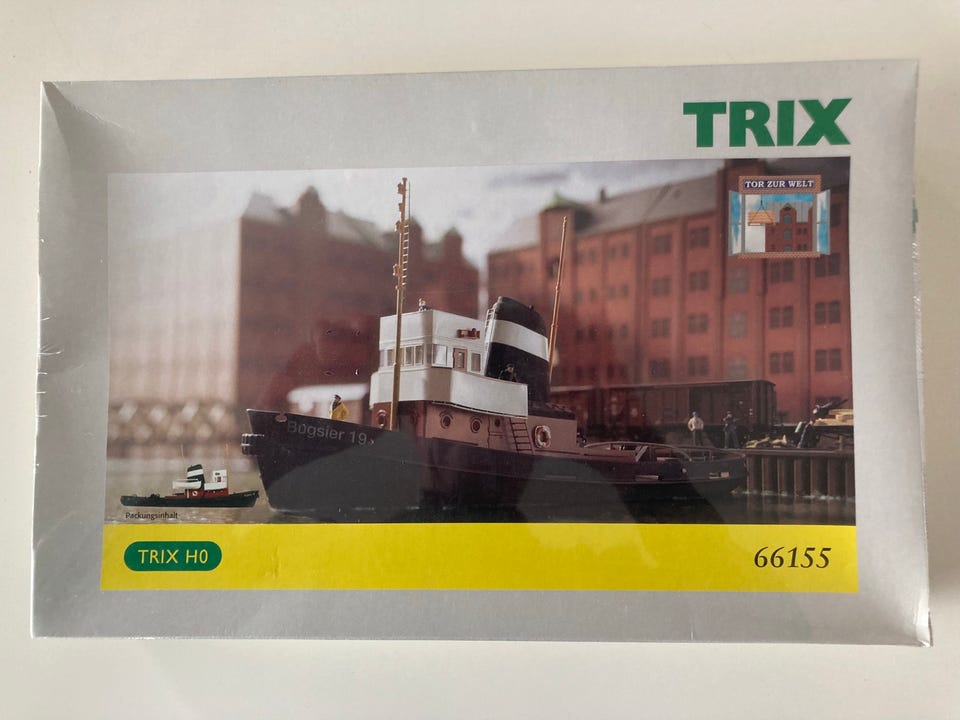 TRIX
TOR ZUR WELT
Bugsier 19
Packungsinhalt
TRIX H0
66155